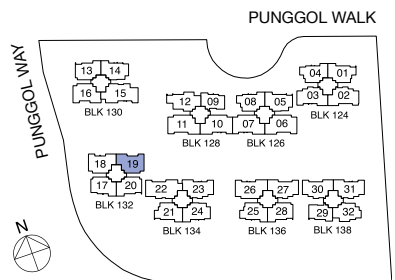 PUNGGOL WALK
PUNGGOL WAY
13 14
16 15
BLK 130
04 01
03 02
BLK 124
12 09
11 10
BLK 128
08 05
07 06
BLK 126
18 19
17 20
BLK 132
22 23
21 24
BLK 134
26 27
25 28
BLK 136
30 31
29 32
BLK 138
N